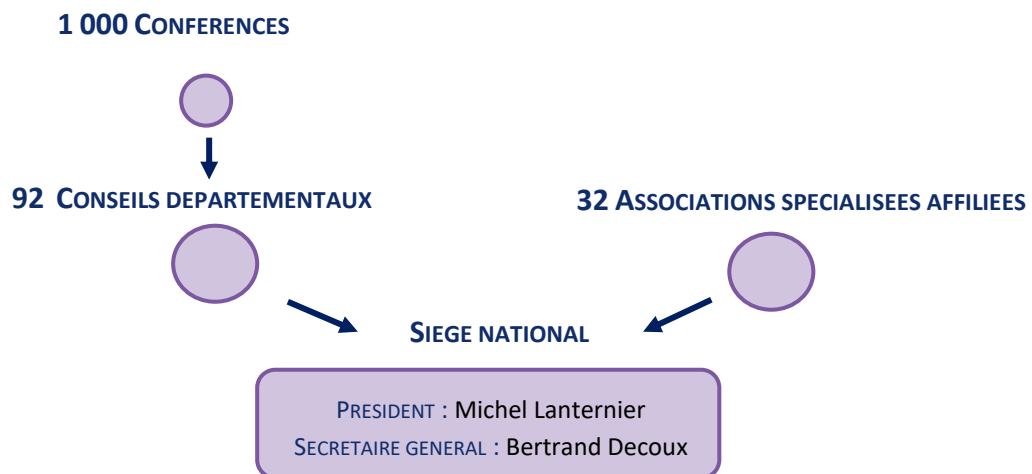 1 000 CONFERENCES
92 CONSEILS DEPARTEMENTAUX
32 ASSOCIATIONS SPECIALISEES AFFILIEES
SIEGE NATIONAL
PRESIDENT : Michel Lanternier
SECRETAIRE GENERAL : Bertrand Decoux